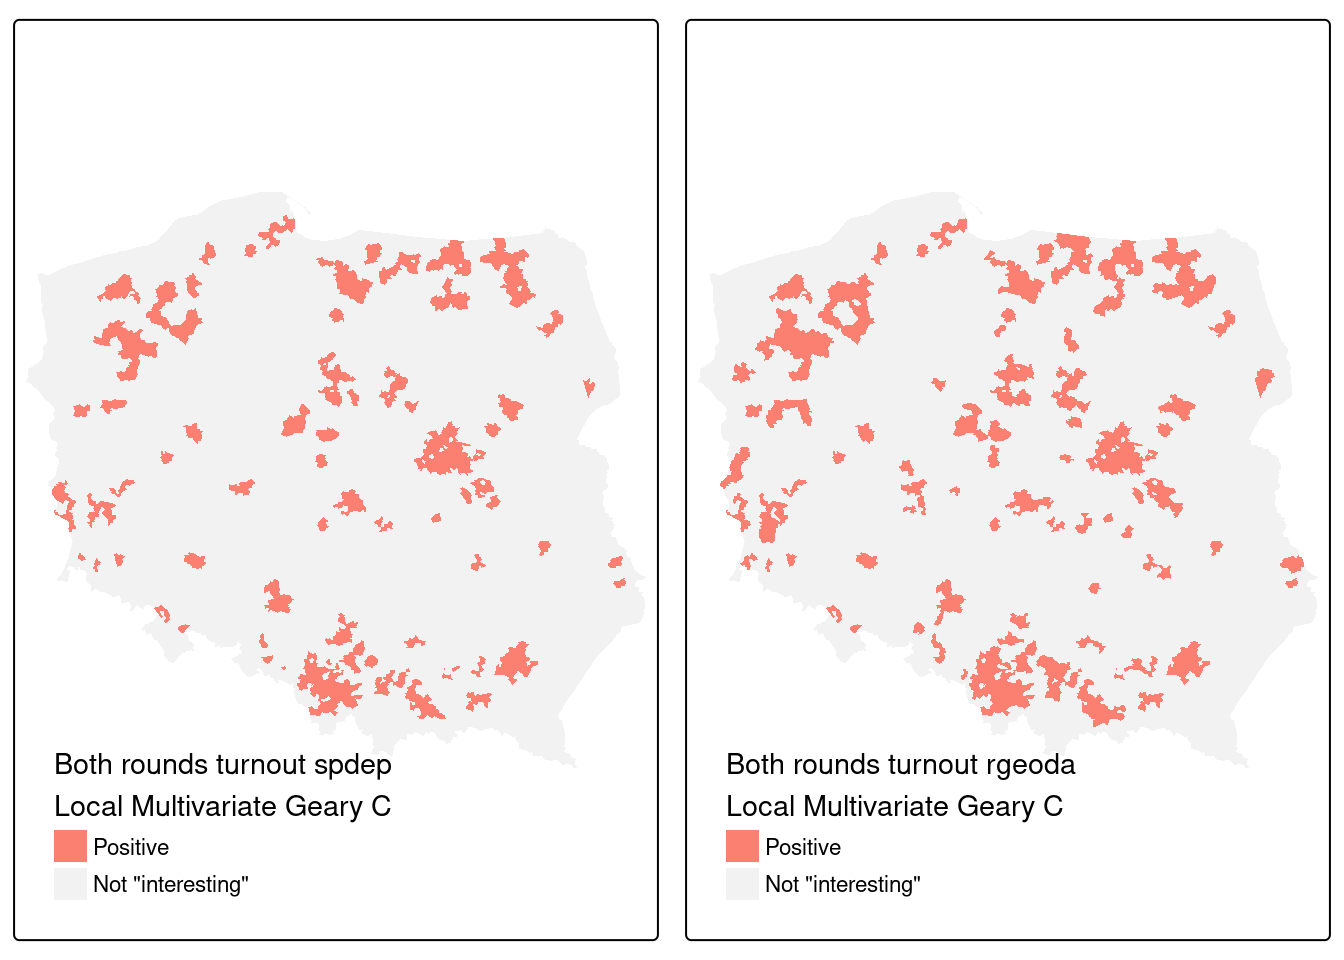 Both rounds turnout spdep
Local Multivariate Geary C
Positive
Not "interesting"
Both rounds turnout rgeoda
Local Multivariate Geary C
Positive
Not "interesting"